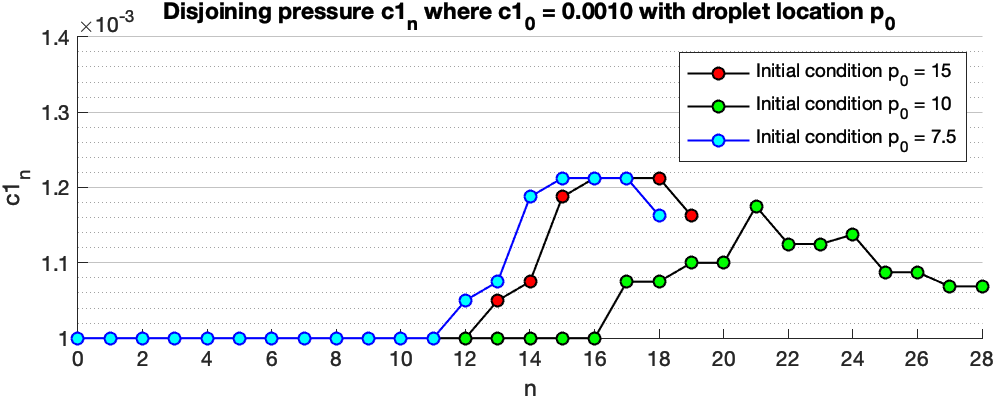 Disjoining pressure c1n where c10 = 0.0010 with droplet location p0
×10-3
1.4
1.3
1.2
1.1
1
c1n
Initial condition p0 = 15
Initial condition p0 = 10
Initial condition p0 = 7.5
0 2 4 6 8 10 12 14 16 18 20 22 24 26 28
n